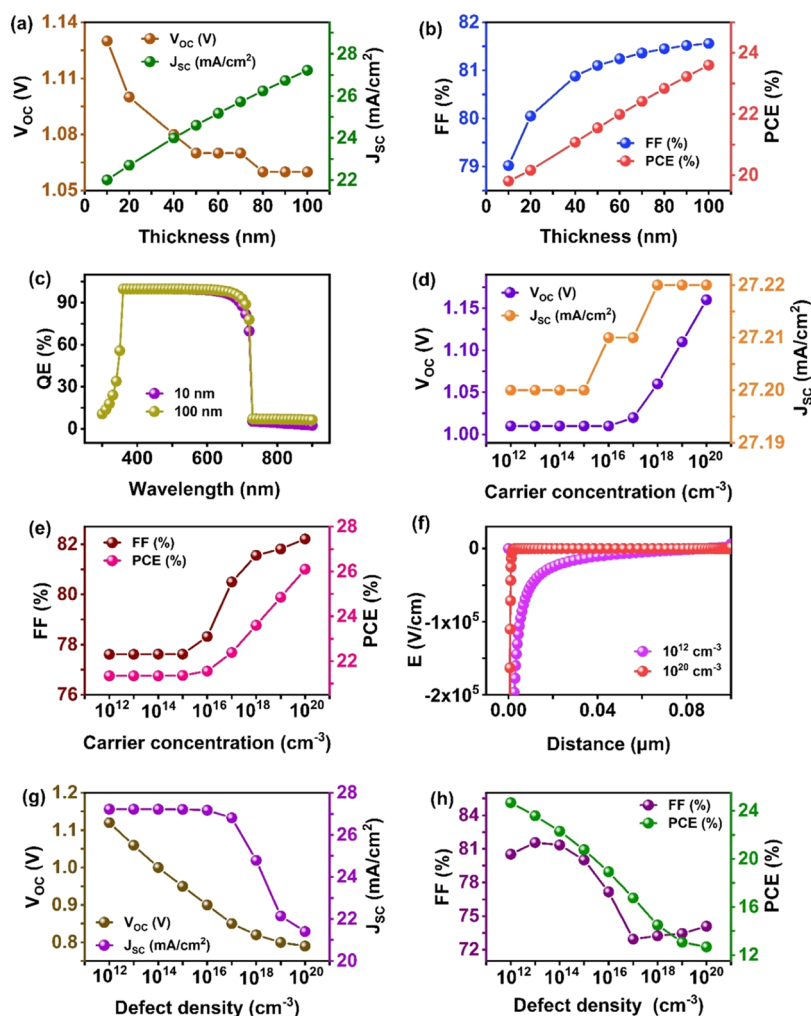 (a)
1.14
1.11
1.08
1.05
V_OC (V)
V_OC (V)
J_SC (mA/cm²)
28
26
24
22
J_SC (mA/cm²)
0 20 40 60 80 100
Thickness (nm)
(b)
82
81
80
79
FF (%)
FF (%)
PCE (%)
24
22
20
PCE (%)
0 20 40 60 80 100
Thickness (nm)
(c)
90
60
30
0
QE (%)
10 nm
100 nm
400 600 800
Wavelength (nm)
(d)
1.15
1.10
1.05
1.00
V_OC (V)
V_OC (V)
J_SC (mA/cm²)
27.22
27.21
27.20
27.19
J_SC (mA/cm²)
10¹² 10¹⁴ 10¹⁶ 10¹⁸ 10²⁰
Carrier concentration (cm⁻³)
(e)
82
80
78
76
FF (%)
FF (%)
PCE (%)
28
26
24
22
PCE (%)
10¹² 10¹⁴ 10¹⁶ 10¹⁸ 10²⁰
Carrier concentration (cm⁻³)
(f)
0
-1x10⁵
-2x10⁵
E (V/cm)
10¹² cm⁻³
10²⁰ cm⁻³
0.00 0.04 0.08
Distance (µm)
(g)
1.2
1.1
1.0
0.9
0.8
V_OC (V)
V_OC (V)
J_SC (mA/cm²)
28
26
24
22
20
J_SC (mA/cm²)
10¹² 10¹⁴ 10¹⁶ 10¹⁸ 10²⁰
Defect density (cm⁻³)
(h)
84
81
78
75
72
FF (%)
FF (%)
PCE (%)
24
20
16
12
PCE (%)
10¹² 10¹⁴ 10¹⁶ 10¹⁸ 10²⁰
Defect density (cm⁻³)